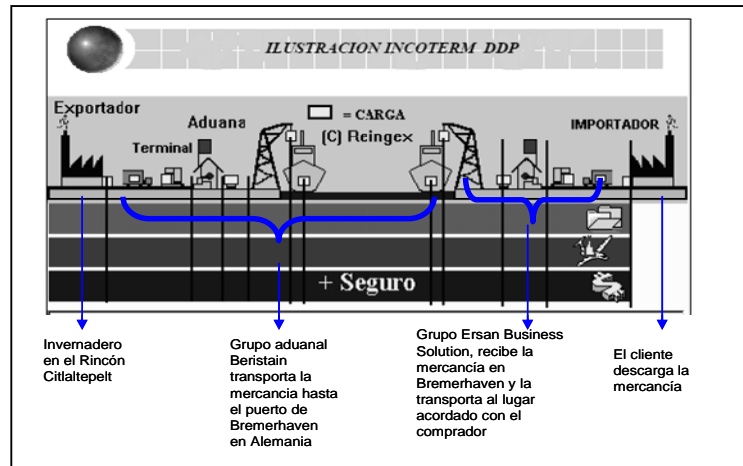 ILUSTRACION INCOTERM DDP
Exportador
Aduana
= CARGA
(C) Reingex
IMPORTADOR
Terminal
+ Seguro
Invernadero
en el Rincón
Citlaltepelt
Grupo aduanal
Beristain
transporta la
mercancia hasta
el puerto de
Bremerhaven
en Alemania
Grupo Ersan Business
Solution, recibe la
mercancía en
Bremerhaven y la
transporta al lugar
acordado con el
comprador
El cliente
descarga la
mercancía